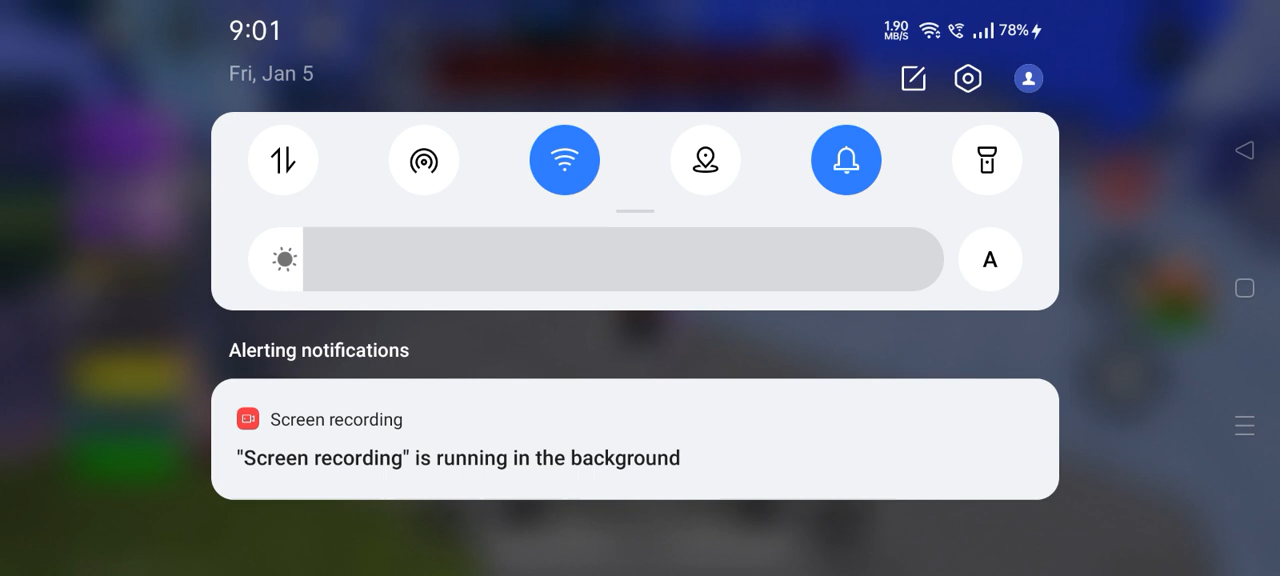 9:01
1.90
MB/S
78%
Fri, Jan 5
A
Alerting notifications
Screen recording
"Screen recording" is running in the background